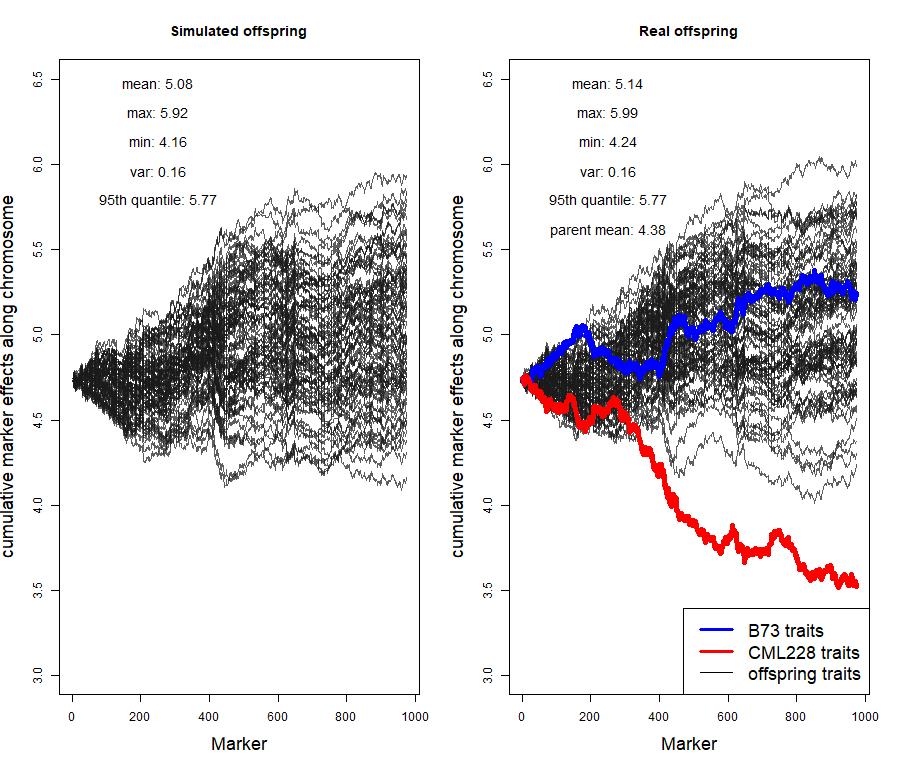 Simulated offspring
mean: 5.08
max: 5.92
min: 4.16
var: 0.16
95th quantile: 5.77
cumulative marker effects along chromosome
6.5
6.0
5.5
5.0
4.5
4.0
3.5
3.0
0 200 400 600 800 1000
Marker
Real offspring
mean: 5.14
max: 5.99
min: 4.24
var: 0.16
95th quantile: 5.77
parent mean: 4.38
cumulative marker effects along chromosome
6.5
6.0
5.5
5.0
4.5
4.0
3.5
3.0
B73 traits
CML228 traits
offspring traits
0 200 400 600 800 1000
Marker